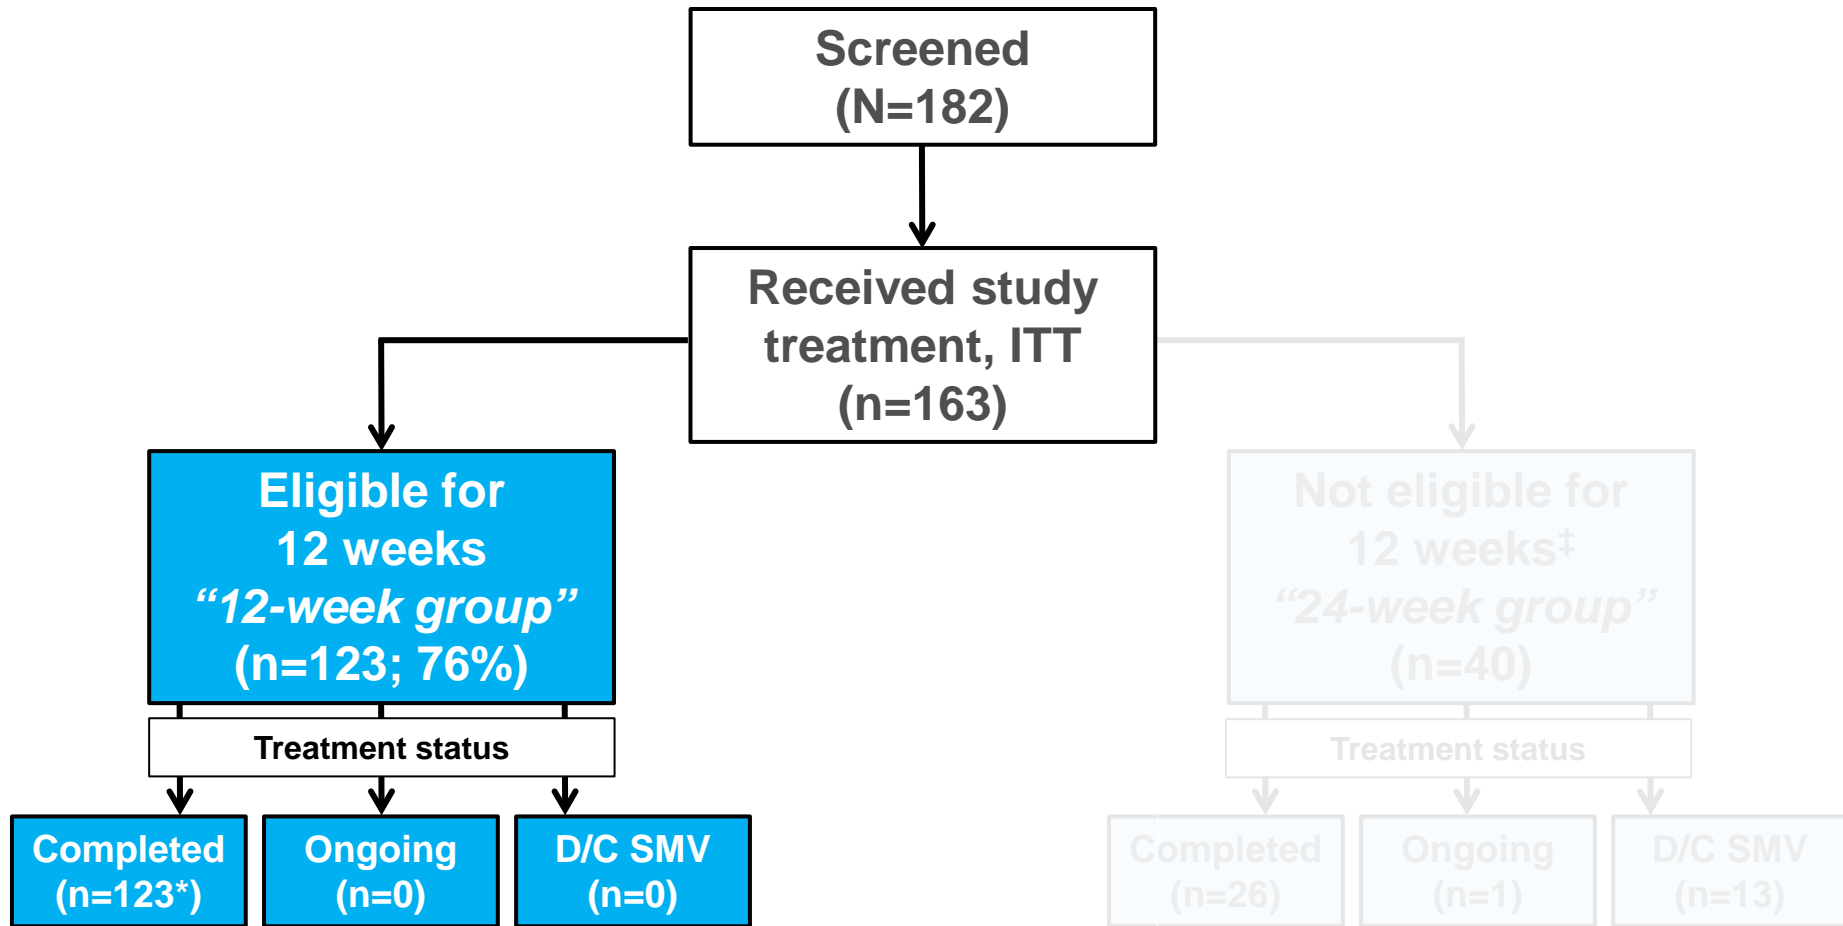 Screened
(N=182)
Received study
treatment, ITT
(n=163)
Eligible for
12 weeks
“12-week group”
(n=123; 76%)
Treatment status
Completed
(n=123*)
Ongoing
(n=0)
D/C SMV
(n=0)
Not eligible for
12 weeks‡
“24-week group”
(n=40)
Treatment status
Completed
(n=26)
Ongoing
(n=1)
D/C SMV
(n=13)